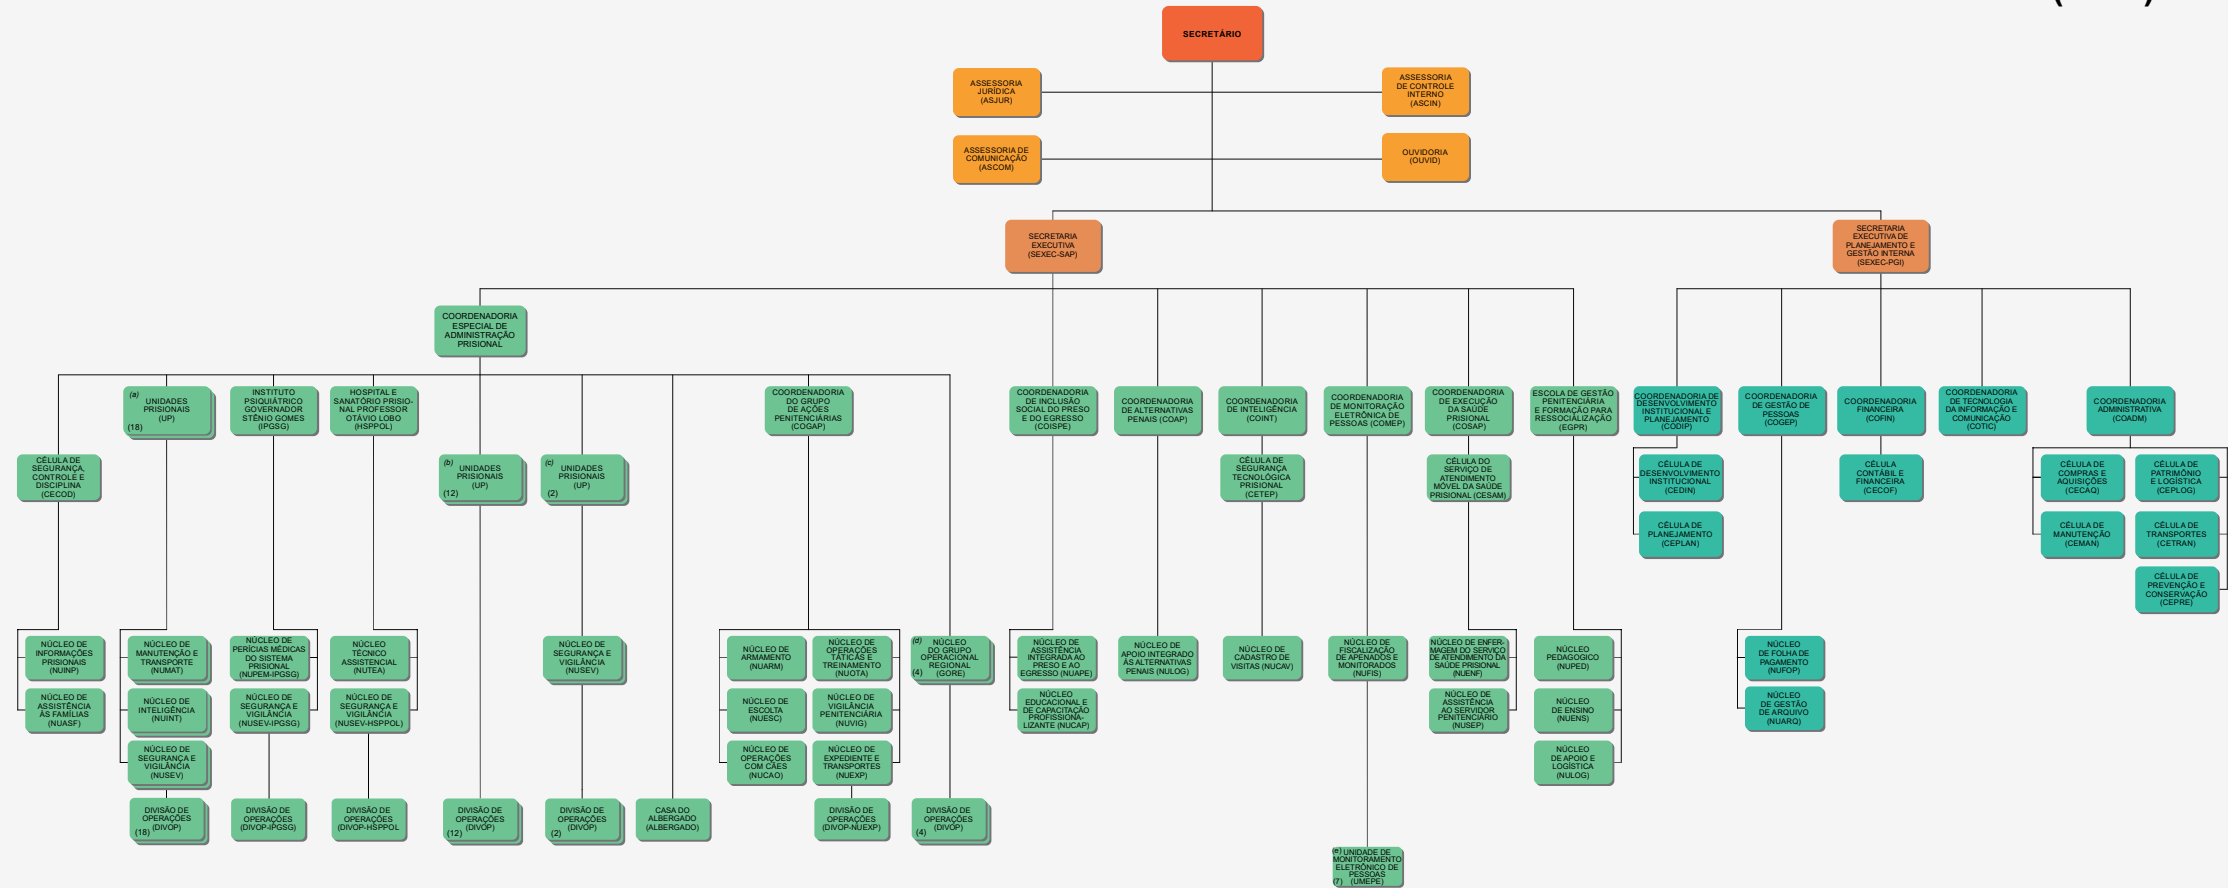 SECRETÁRIO
ASSESSORIA
JURÍDICA
(ASJUR)
ASSESSORIA
DE CONTROLE
INTERNO
(ASCIN)
ASSESSORIA DE
COMUNICAÇÃO
(ASCOM)
OUVIDORIA
(OUVID)
SECRETARIA
EXECUTIVA
(SEXEC-SAP)
SECRETARIA
EXECUTIVA DE
PLANEJAMENTO E
GESTÃO INTERNA
(SEXEC-PGI)
COORDENADORIA
ESPECIAL DE
ADMINISTRAÇÃO
PRISIONAL
(a)
UNIDADES
PRISIONAIS
(UP)
(18)
INSTITUTO
PSIQUIÁTRICO
GOVERNADOR
STÊNIO GOMES
(IPGSG)
HOSPITAL E
SANATÓRIO PRISIO-
NAL PROFESSOR
OTÁVIO LOBO
(HSPPOL)
COORDENADORIA
DO GRUPO
DE AÇÕES
PENITENCIÁRIAS
(COGAP)
COORDENADORIA
DE INCLUSÃO
SOCIAL DO PRESO
E DO EGRESSO
(COISPE)
COORDENADORIA
DE ALTERNATIVAS
PENAIS (COAP)
COORDENADORIA
DE INTELIGÊNCIA
(COINT)
COORDENADORIA
DE MONITORAÇÃO
ELETRÔNICA DE
PESSOAS (COMEP)
COORDENADORIA
DE EXECUÇÃO
DA SAÚDE
PRISIONAL
(COSAP)
ESCOLA DE GESTÃO
PENITENCIÁRIA
E FORMAÇÃO PARA
RESSOCIALIZAÇÃO
(EGPR)
COORDENADORIA DE
DESENVOLVIMENTO
INSTITUCIONAL E
PLANEJAMENTO
(CODIP)
COORDENADORIA
DE GESTÃO DE
PESSOAS
(COGEP)
COORDENADORIA
FINANCEIRA
(COFIN)
COORDENADORIA
DE TECNOLOGIA
DA INFORMAÇÃO E
COMUNICAÇÃO
(COTIC)
COORDENADORIA
ADMINISTRATIVA
(COADM)
CÉLULA DE
SEGURANÇA,
CONTROLE E
DISCIPLINA
(CECOD)
(b)
UNIDADES
PRISIONAIS
(UP)
(12)
(c)
UNIDADES
PRISIONAIS
(UP)
(2)
CÉLULA DE
SEGURANÇA
TECNOLÓGICA
PRISIONAL
(CETEP)
CÉLULA DO
SERVIÇO DE
ATENDIMENTO
MÓVEL DA SAÚDE
PRISIONAL (CESAM)
CÉLULA DE
DESENVOLVIMENTO
INSTITUCIONAL
(CEDIN)
CÉLULA
CONTÁBIL E
FINANCEIRA
(CECOF)
CÉLULA DE
COMPRAS E
AQUISIÇÕES
(CECAQ)
CÉLULA DE
PATRIMÔNIO
E LOGÍSTICA
(CEPLOG)
CÉLULA DE
PLANEJAMENTO
(CEPLAN)
CÉLULA DE
MANUTENÇÃO
(CEMAN)
CÉLULA DE
TRANSPORTES
(CETRAN)
CÉLULA DE
PREVENÇÃO E
CONSERVAÇÃO
(CEPRE)
NÚCLEO DE
INFORMAÇÕES
PRISIONAIS
(NUINP)
NÚCLEO DE
MANUTENÇÃO E
TRANSPORTE
(NUMAT)
NÚCLEO DE
PERÍCIAS MÉDICAS
DO SISTEMA
PRISIONAL
(NUPEM-IPGSG)
NÚCLEO
TÉCNICO
ASSISTENCIAL
(NUTEA)
NÚCLEO DE
SEGURANÇA E
VIGILÂNCIA
(NUSEV)
NÚCLEO DE
ARMAMENTO
(NUARM)
NÚCLEO DE
OPERAÇÕES
TÁTICAS E
TREINAMENTO
(NUOTA)
(d)
NÚCLEO
DO GRUPO
OPERACIONAL
REGIONAL
(GORE)
(4)
NÚCLEO DE
ASSISTÊNCIA
INTEGRADA AO
PRESO E AO
EGRESSO (NUAPE)
NÚCLEO DE
APOIO INTEGRADO
ÀS ALTERNATIVAS
PENAIS (NULOG)
NÚCLEO DE
CADASTRO DE
VISITAS (NUCAV)
NÚCLEO DE
FISCALIZAÇÃO
DE APENADOS E
MONITORADOS
(NUFIS)
NÚCLEO DE ENFER-
MAGEM DO SERVIÇO
DE ATENDIMENTO DA
SAÚDE PRISIONAL
(NUENF)
NÚCLEO
PEDAGOGICO
(NUPED)
NÚCLEO
DE FOLHA DE
PAGAMENTO
(NUFOP)
NÚCLEO DE
ASSISTÊNCIA
ÀS FAMÍLIAS
(NUASF)
NÚCLEO DE
INTELIGÊNCIA
(NUINT)
NÚCLEO DE
SEGURANÇA E
VIGILÂNCIA
(NUSEV-IPGSG)
NÚCLEO DE
SEGURANÇA E
VIGILÂNCIA
(NUSEV-HSPPOL)
NÚCLEO DE
ESCOLTA
(NUESC)
NÚCLEO DE
VIGILÂNCIA
PENITENCIÁRIA
(NUVIG)
NÚCLEO
EDUCACIONAL E
DE CAPACITAÇÃO
PROFISSIONA-
LIZANTE (NUCAP)
NÚCLEO DE
ASSISTÊNCIA
AO SERVIDOR
PENITENCIÁRIO
(NUSEP)
NÚCLEO
DE ENSINO
(NUENS)
NÚCLEO
DE GESTÃO
DE ARQUIVO
(NUARQ)
NÚCLEO DE
SEGURANÇA E
VIGILÂNCIA
(NUSEV)
NÚCLEO DE
OPERAÇÕES
COM CÃES
(NUCAO)
NÚCLEO DE
EXPEDIENTE E
TRANSPORTES
(NUEXP)
NÚCLEO
DE APOIO E
LOGÍSTICA
(NULOG)
DIVISÃO DE
OPERAÇÕES
(DIVOP)
(18)
DIVISÃO DE
OPERAÇÕES
(DIVOP-IPGSG)
DIVISÃO DE
OPERAÇÕES
(DIVOP-HSPPOL
DIVISÃO DE
OPERAÇÕES
(DIVOP)
(12)
DIVISÃO DE
OPERAÇÕES
(DIVOP)
(2)
CASA DO
ALBERGADO
(ALBERGADO)
DIVISÃO DE
OPERAÇÕES
(DIVOP-NUEXP)
DIVISÃO DE
OPERAÇÕES
(DIVOP)
(4)
(e) UNIDADE DE
MONITORAMENTO
ELETRÔNICO DE
PESSOAS
(7) (UMEPE)